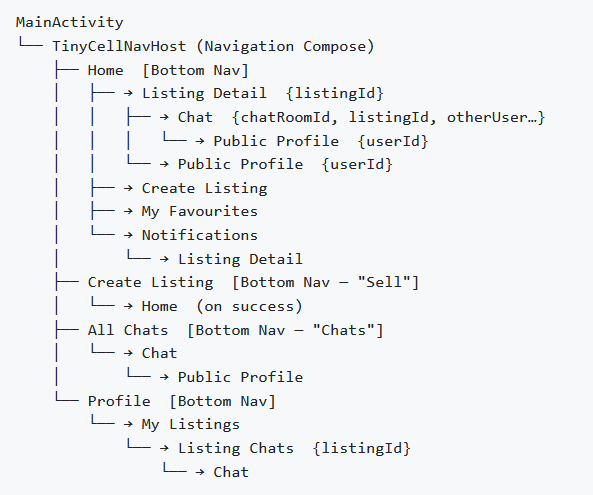 MainActivity
└── TinyCellNavHost (Navigation Compose)
    ├── Home  [Bottom Nav]
    │   ├── → Listing Detail  {listingId}
    │   │   ├── → Chat  {chatRoomId, listingId, otherUser…}
    │   │   │   └── → Public Profile  {userId}
    │   │   └── → Public Profile  {userId}
    │   ├── → Create Listing
    │   ├── → My Favourites
    │   └── → Notifications
    │       └── → Listing Detail
    ├── Create Listing  [Bottom Nav — "Sell"]
    │   └── → Home  (on success)
    ├── All Chats  [Bottom Nav — "Chats"]
    │   └── → Chat
    │       └── → Public Profile
    └── Profile  [Bottom Nav]
        └── → My Listings
            └── → Listing Chats  {listingId}
                └── → Chat